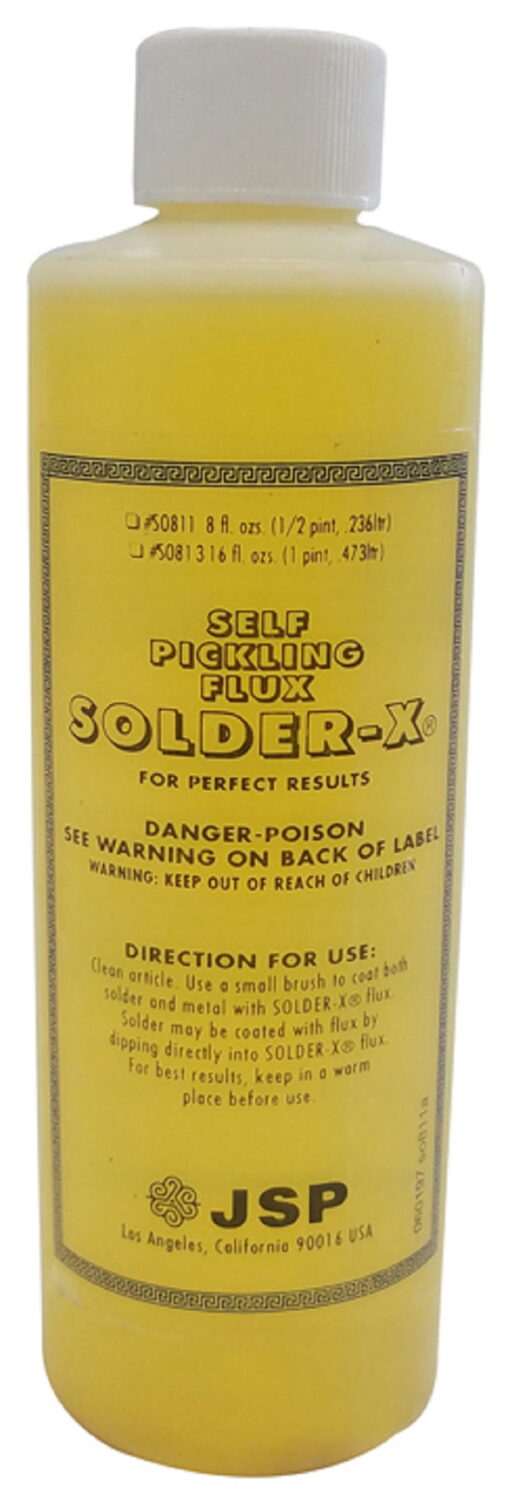 #SO811 8 fl. ozs. (1/2 pint, .236ltr)
#SO813 16 fl. ozs. (1 pint, .473ltr)
SELF
PICKLING
FLUX
SOLDER-X®
FOR PERFECT RESULTS
DANGER-POISON
SEE WARNING ON BACK OF LABEL
WARNING: KEEP OUT OF REACH OF CHILDREN
DIRECTION FOR USE:
Clean article. Use a small brush to coat both
solder and metal with SOLDER-X® flux.
Solder may be coated with flux by
dipping directly into SOLDER-X® flux.
For best results, keep in a warm
place before use.
JSP
Los Angeles, California 90016 USA
060197 so811a